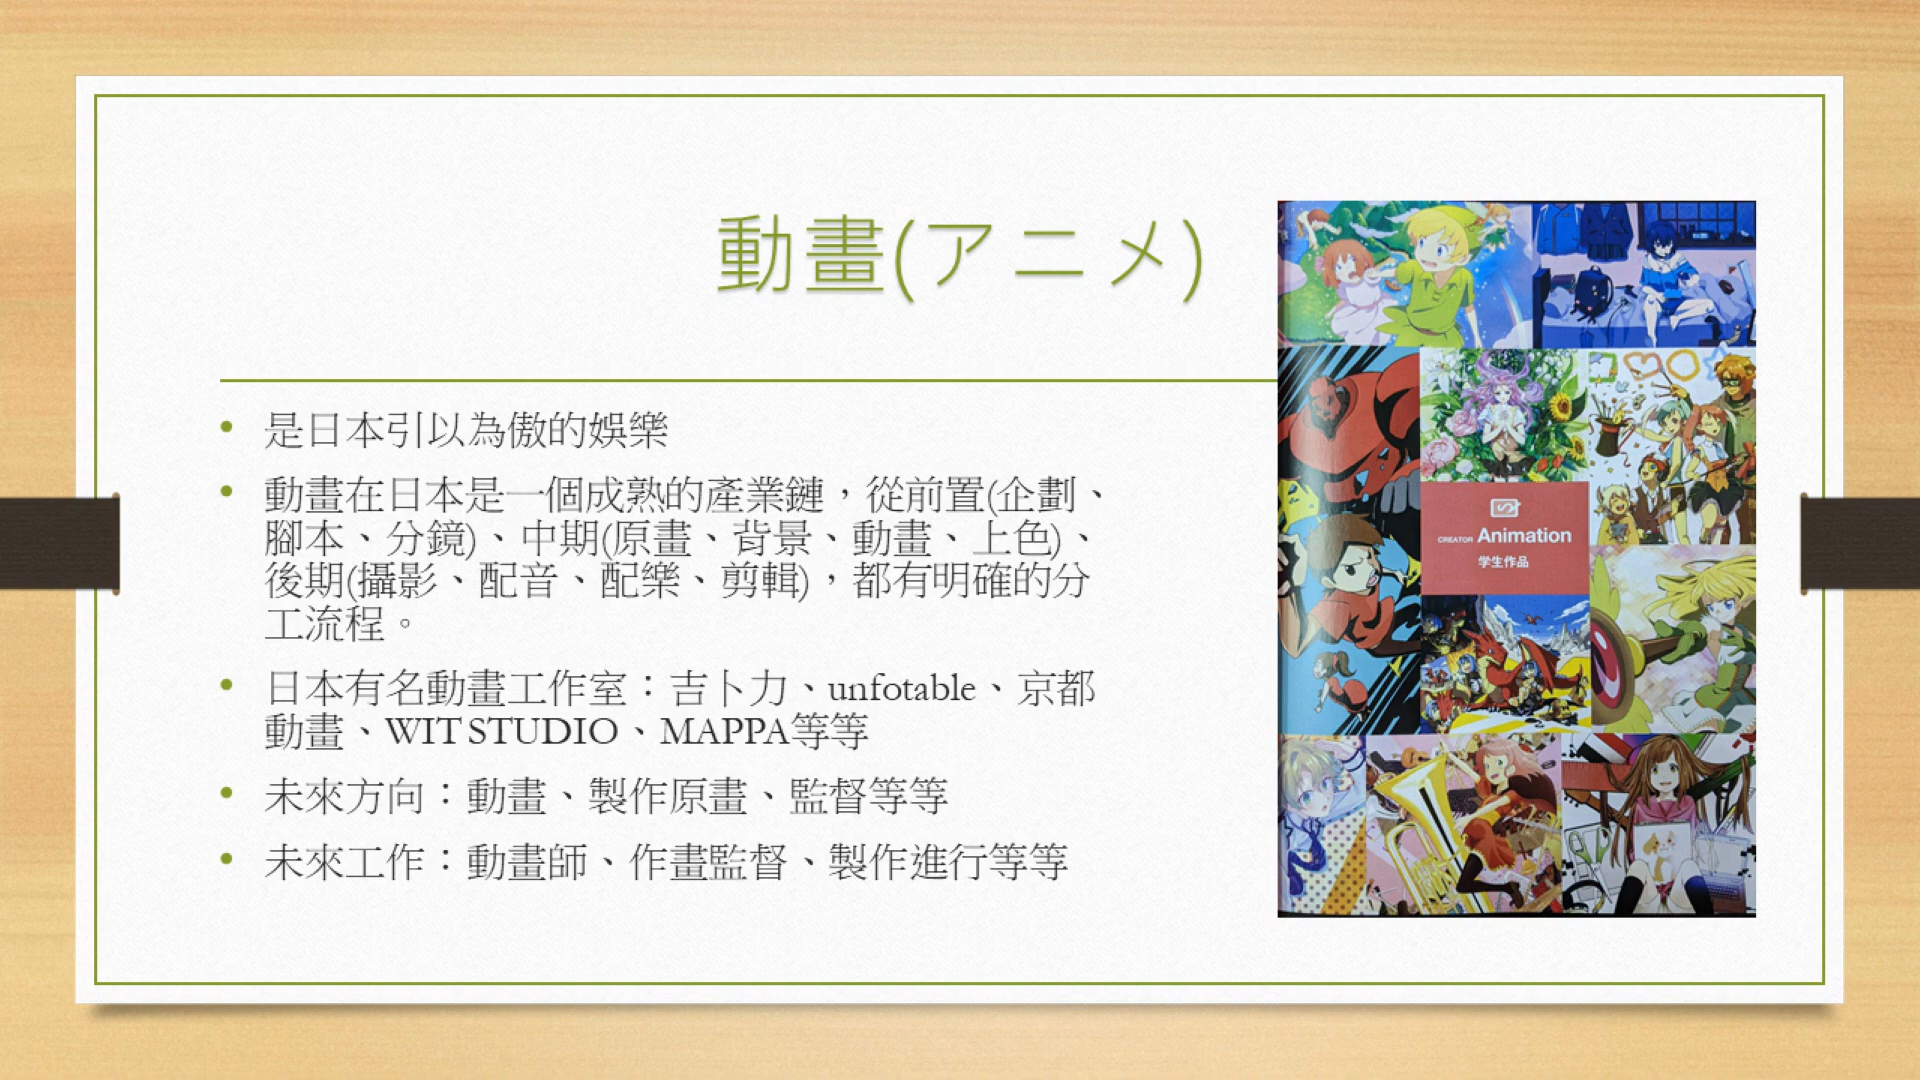 動畫(アニメ)
• 是日本引以為傲的娛樂
• 動畫在日本是一個成熟的產業鏈，從前置(企劃、
腳本、分鏡)、中期(原畫、背景、動畫、上色)、
後期(攝影、配音、配樂、剪輯)，都有明確的分
工流程。
• 日本有名動畫工作室：吉卜力、unfotable、京都
動畫、WIT STUDIO、MAPPA等等
• 未來方向：動畫、製作原畫、監督等等
• 未來工作：動畫師、作畫監督、製作進行等等
CREATOR Animation
学生作品